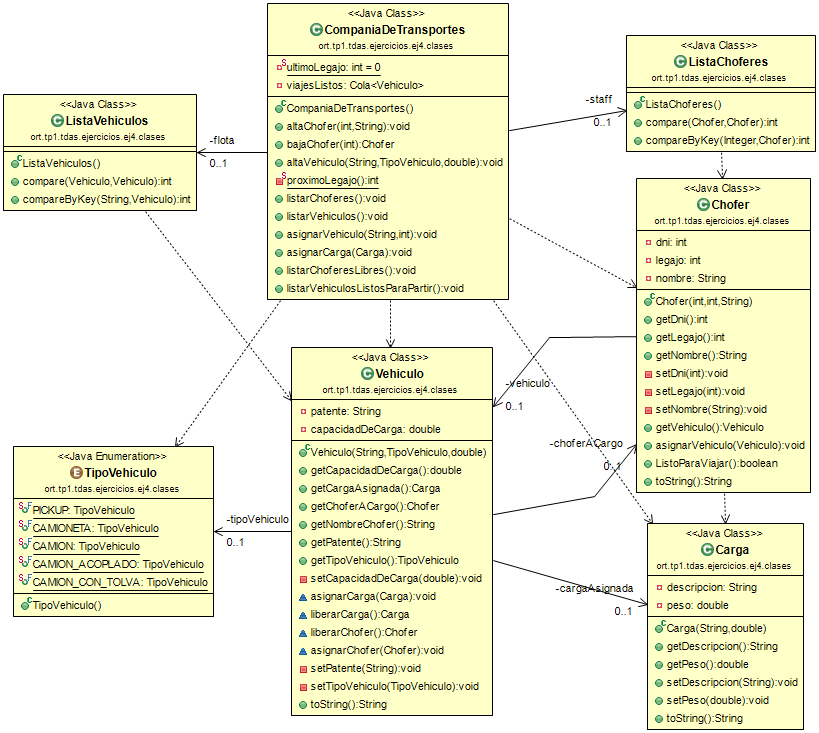 <<Java Class>>
CompaniaDeTransportes
ort.tp1.tdas.ejercicios.ej4.clases
ultimoLegajo: int = 0
viajesListos: Cola<Vehiculo>
CompaniaDeTransportes()
altaChofer(int,String):void
bajaChofer(int):Chofer
altaVehiculo(String,TipoVehiculo,double):void
proximoLegajo():int
listarChoferes():void
listarVehiculos():void
asignarVehiculo(String,int):void
asignarCarga(Carga):void
listarChoferesLibres():void
listarVehiculosListosParaPartir():void
<<Java Class>>
ListaChoferes
ort.tp1.tdas.ejercicios.ej4.clases
ListaChoferes()
compare(Chofer,Chofer):int
compareByKey(Integer,Chofer):int
-staff
0..1
<<Java Class>>
ListaVehiculos
ort.tp1.tdas.ejercicios.ej4.clases
ListaVehiculos()
compare(Vehiculo,Vehiculo):int
compareByKey(String,Vehiculo):int
-flota
0..1
<<Java Class>>
Chofer
ort.tp1.tdas.ejercicios.ej4.clases
dni: int
legajo: int
nombre: String
Chofer(int,int,String)
getDni():int
getLegajo():int
getNombre():String
setDni(int):void
setLegajo(int):void
setNombre(String):void
getVehiculo():Vehiculo
asignarVehiculo(Vehiculo):void
ListoParaViajar():boolean
toString():String
-vehiculo
0..1
-choferACargo
0..1
<<Java Class>>
Vehiculo
ort.tp1.tdas.ejercicios.ej4.clases
patente: String
capacidadDeCarga: double
Vehiculo(String,TipoVehiculo,double)
getCapacidadDeCarga():double
getCargaAsignada():Carga
getChoferACargo():Chofer
getNombreChofer():String
getPatente():String
getTipoVehiculo():TipoVehiculo
setCapacidadDeCarga(double):void
asignarCarga(Carga):void
liberarCarga():Carga
liberarChofer():Chofer
asignarChofer(Chofer):void
setPatente(String):void
setTipoVehiculo(TipoVehiculo):void
toString():String
<<Java Enumeration>>
TipoVehiculo
ort.tp1.tdas.ejercicios.ej4.clases
PICKUP: TipoVehiculo
CAMIONETA: TipoVehiculo
CAMION: TipoVehiculo
CAMION_ACOPLADO: TipoVehiculo
CAMION_CON_TOLVA: TipoVehiculo
TipoVehiculo()
-tipoVehiculo
0..1
-cargaAsignada
0..1
<<Java Class>>
Carga
ort.tp1.tdas.ejercicios.ej4.clases
descripcion: String
peso: double
Carga(String,double)
getDescripcion():String
getPeso():double
setDescripcion(String):void
setPeso(double):void
toString():String